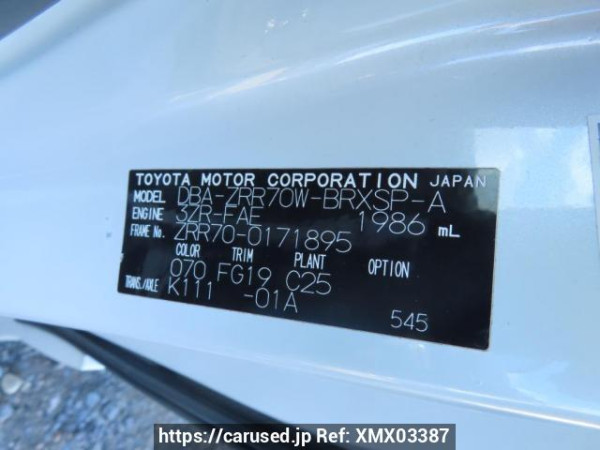 TOYOTA MOTOR CORPORATION JAPAN
MODEL DBA-ZRR70W-BRXSP-A
ENGINE 3ZR-FAE 1986 mL
FRAME No. ZRR70-0171895
COLOR TRIM PLANT OPTION
070 FG19 C25
TRANS./AXLE K111 -01A
545
https://carused.jp Ref: XMX03387